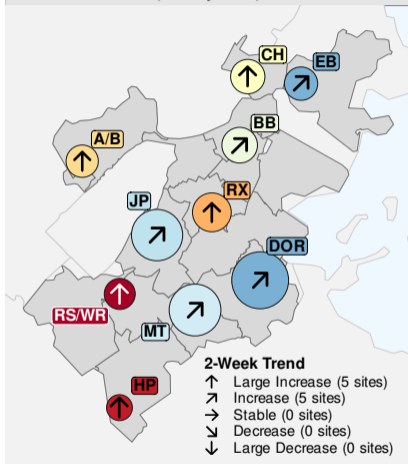 CH
EB
BB
A/B
RX
JP
DOR
RS/WR
MT
HP
2-Week Trend
↑ Large Increase (5 sites)
↗ Increase (5 sites)
→ Stable (0 sites)
↘ Decrease (0 sites)
↓ Large Decrease (0 sites)